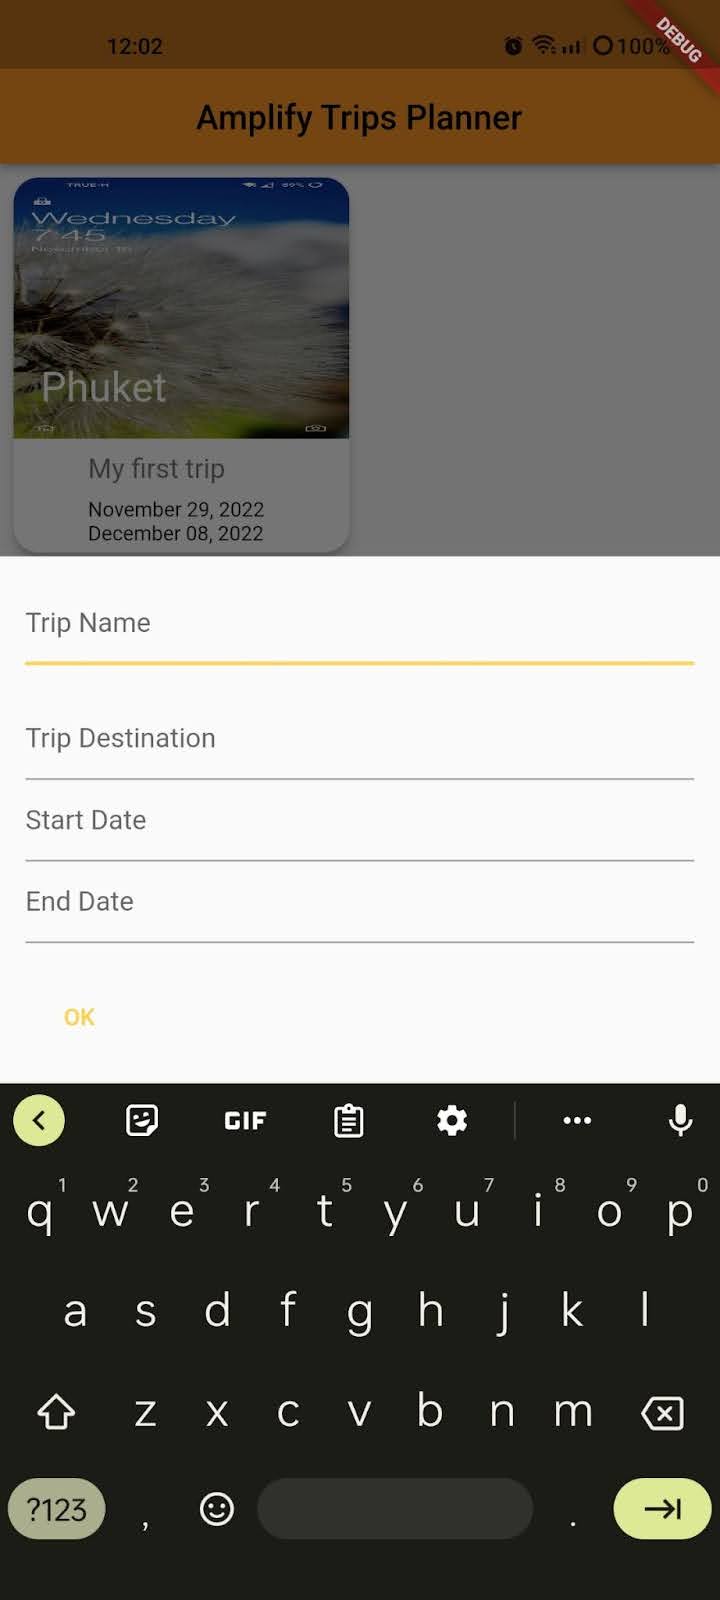 12:02
100%
DEBUG
Amplify Trips Planner
TRUE-H
Wednesday
7:45
Phuket
My first trip
November 29, 2022
December 08, 2022
Trip Name
Trip Destination
Start Date
End Date
OK
GIF
1 2 3 4 5 6 7 8 9 0
q w e r t y u i o p
a s d f g h j k l
z x c v b n m
?123 , .